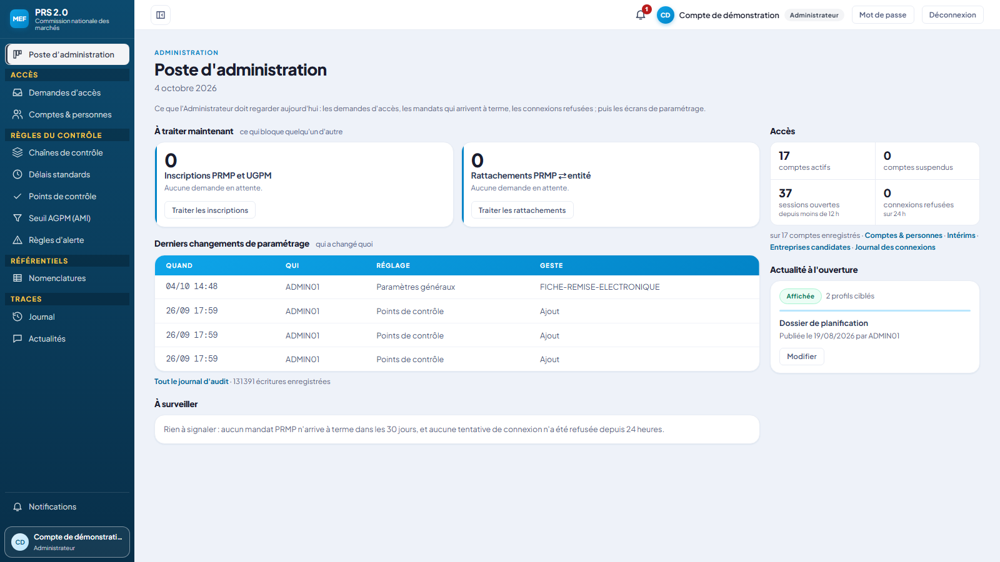 MEF
PRS 2.0
Commission nationale des
marchés
Poste d'administration
ACCÈS
Demandes d'accès
Comptes & personnes
RÈGLES DU CONTRÔLE
Chaînes de contrôle
Délais standards
Points de contrôle
Seuil AGPM (AMI)
Règles d'alerte
RÉFÉRENTIELS
Nomenclatures
TRACES
Journal
Actualités
Notifications
CD
Compte de démonstrati...
Administrateur
1
CD
Compte de démonstration
Administrateur
Mot de passe
Déconnexion
ADMINISTRATION
Poste d'administration
4 octobre 2026
Ce que l'Administrateur doit regarder aujourd'hui : les demandes d'accès, les mandats qui arrivent à terme, les connexions refusées ; puis les écrans de paramétrage.
À traiter maintenant ce qui bloque quelqu'un d'autre
0
Inscriptions PRMP et UGPM
Aucune demande en attente.
Traiter les inscriptions
0
Rattachements PRMP ⇄ entité
Aucune demande en attente.
Traiter les rattachements
Derniers changements de paramétrage qui a changé quoi
QUAND QUI RÉGLAGE GESTE
04/10 14:48 ADMIN01 Paramètres généraux FICHE-REMISE-ELECTRONIQUE
26/09 17:59 ADMIN01 Points de contrôle Ajout
26/09 17:59 ADMIN01 Points de contrôle Ajout
26/09 17:59 ADMIN01 Points de contrôle Ajout
Tout le journal d'audit · 131 391 écritures enregistrées
À surveiller
Rien à signaler : aucun mandat PRMP n'arrive à terme dans les 30 jours, et aucune tentative de connexion n'a été refusée depuis 24 heures.
Accès
17
comptes actifs
0
comptes suspendus
37
sessions ouvertes
depuis moins de 12 h
0
connexions refusées
sur 24 h
sur 17 comptes enregistrés · Comptes & personnes · Intérims ·
Entreprises candidates · Journal des connexions
Actualité à l'ouverture
Affichée 2 profils ciblés
Dossier de planification
Publiée le 19/08/2026 par ADMIN01
Modifier